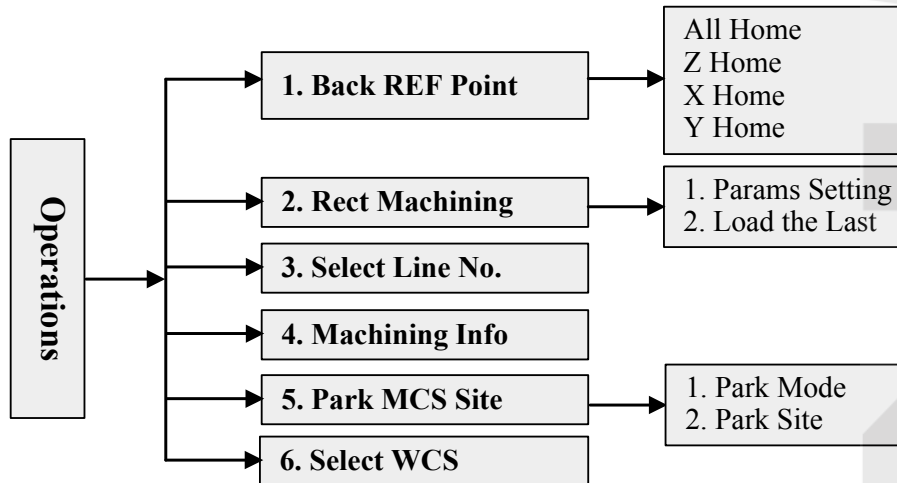 Operations
1. Back REF Point
All Home
Z Home
X Home
Y Home
2. Rect Machining
1. Params Setting
2. Load the Last
3. Select Line No.
4. Machining Info
5. Park MCS Site
1. Park Mode
2. Park Site
6. Select WCS